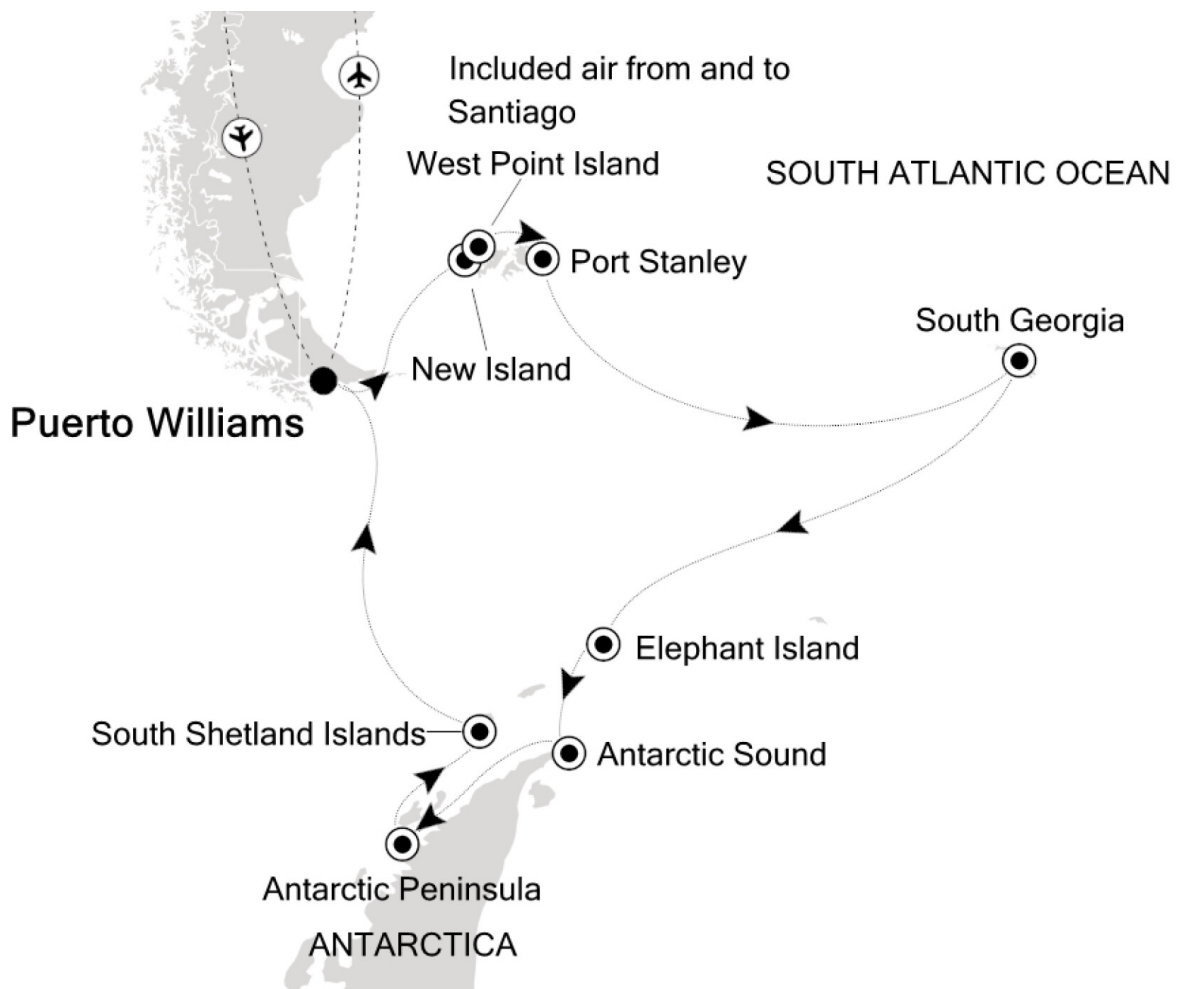 Included air from and to
Santiago
West Point Island
SOUTH ATLANTIC OCEAN
Port Stanley
South Georgia
New Island
Puerto Williams
Elephant Island
South Shetland Islands
Antarctic Sound
Antarctic Peninsula
ANTARCTICA